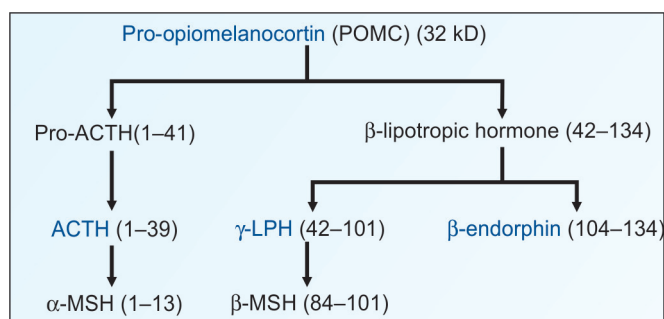 Pro-opiomelanocortin (POMC) (32 kD)
Pro-ACTH(1–41)
β-lipotropic hormone (42–134)
ACTH (1–39)
γ-LPH (42–101)
β-endorphin (104–134)
α-MSH (1–13)
β-MSH (84–101)